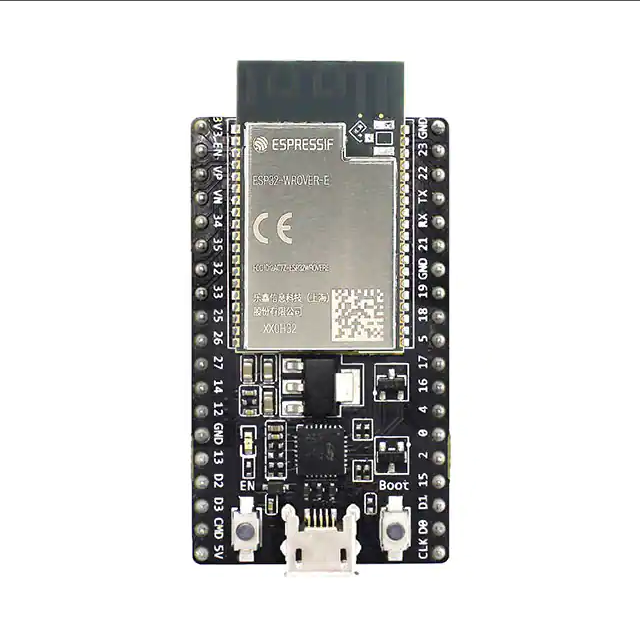 ESPRESSIF
ESP32-WROVER-E
CE
乐鑫信息科技 (上海)
股份有限公司
XX0H32
3V3
EN
VP
VN
34
35
32
33
25
26
27
14
12
GND
13
D2
D3
CMD
5V
GND
23
22
TX
RX
21
GND
19
18
5
17
16
4
0
2
15
D1
D0
CLK
EN
Boot